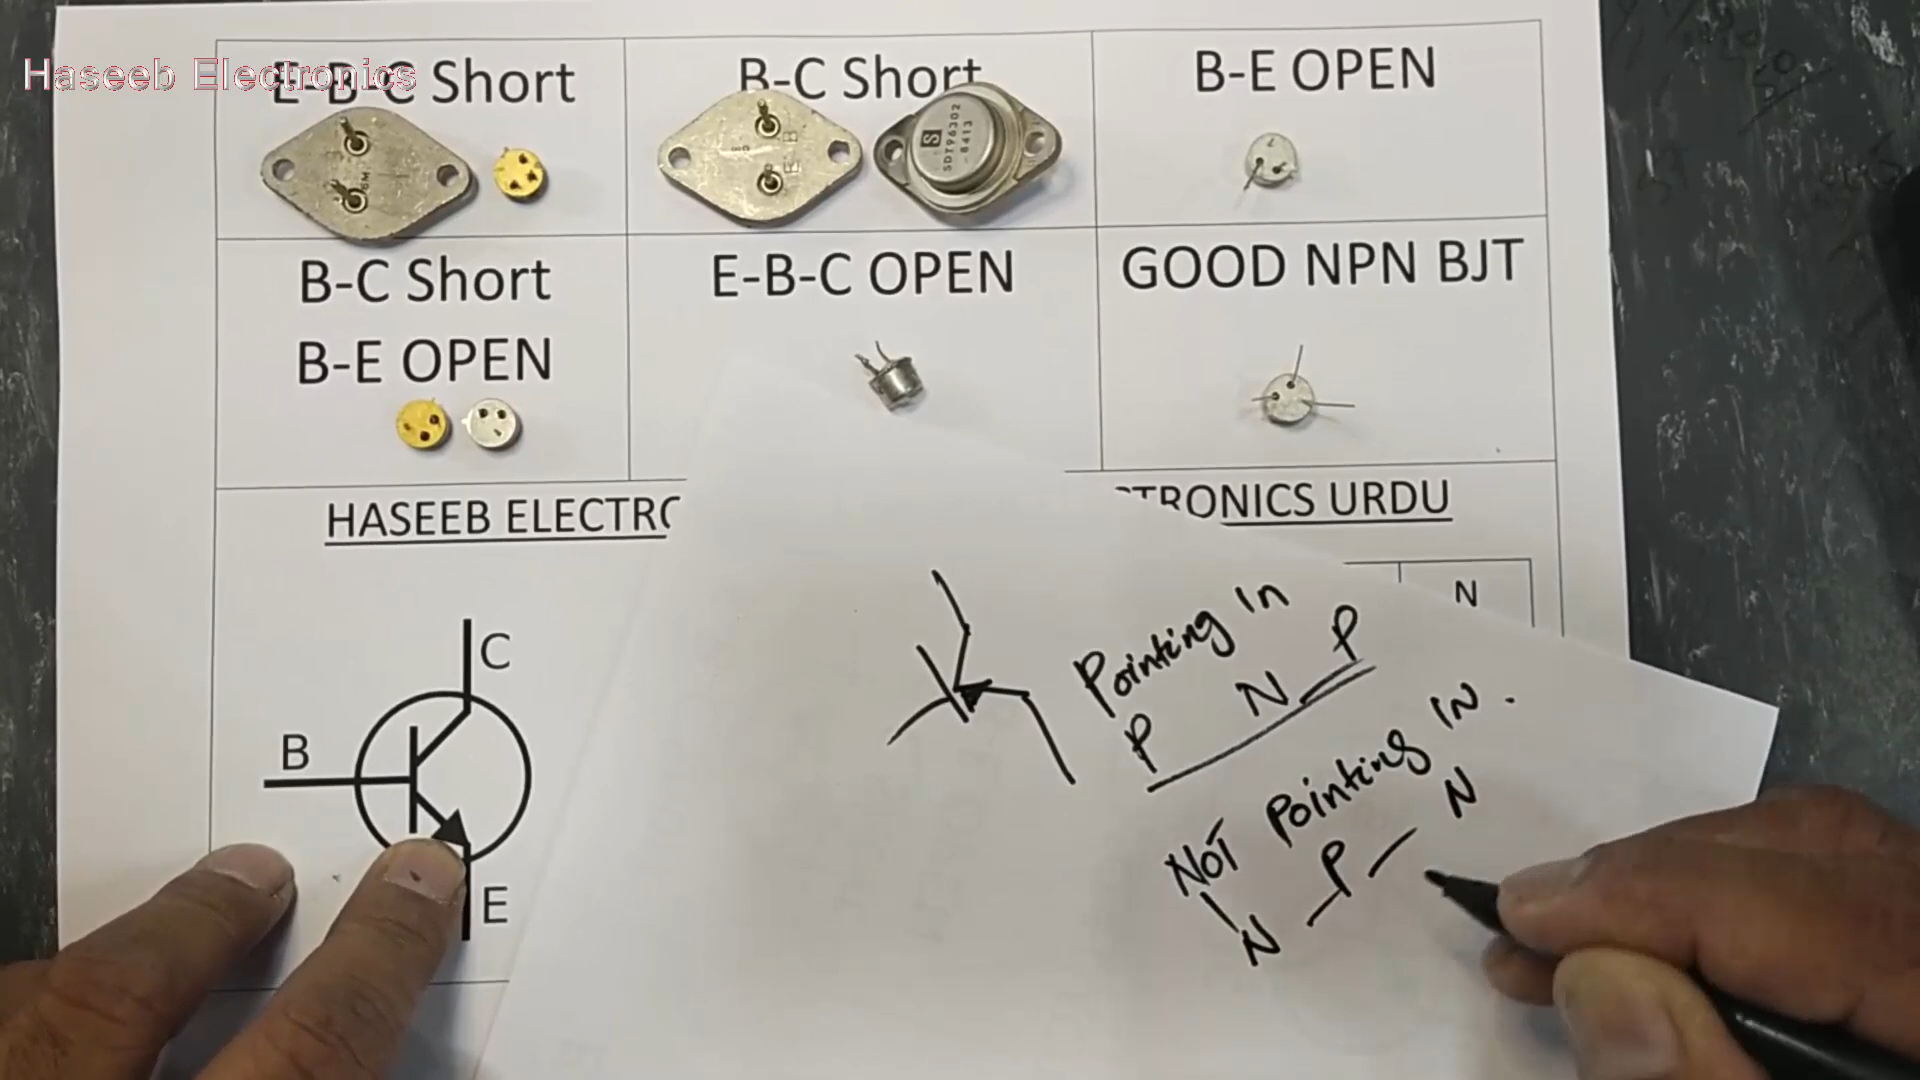 Haseeb Electronics
E-B-C Short
B-C Short
B-E OPEN
E B
SDT96302
-8413
B-C Short
B-E OPEN
E-B-C OPEN
GOOD NPN BJT
HASEEB ELECTRO
TRONICS URDU
N
C
B
E
Pointing In
P N P
NOT Pointing IN.
N - P - N